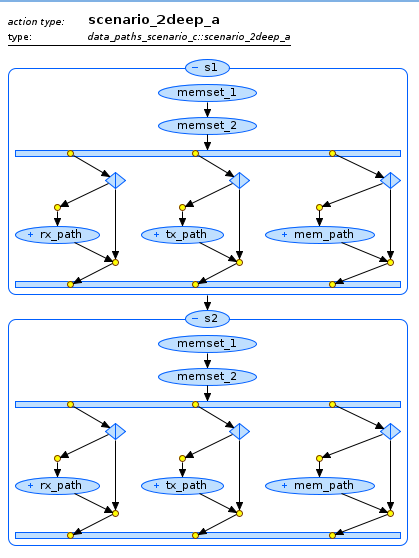 action type: scenario_2deep_a
type: data_paths_scenario_c::scenario_2deep_a
− s1
memset_1
memset_2
+ rx_path + tx_path + mem_path
− s2
memset_1
memset_2
+ rx_path + tx_path + mem_path